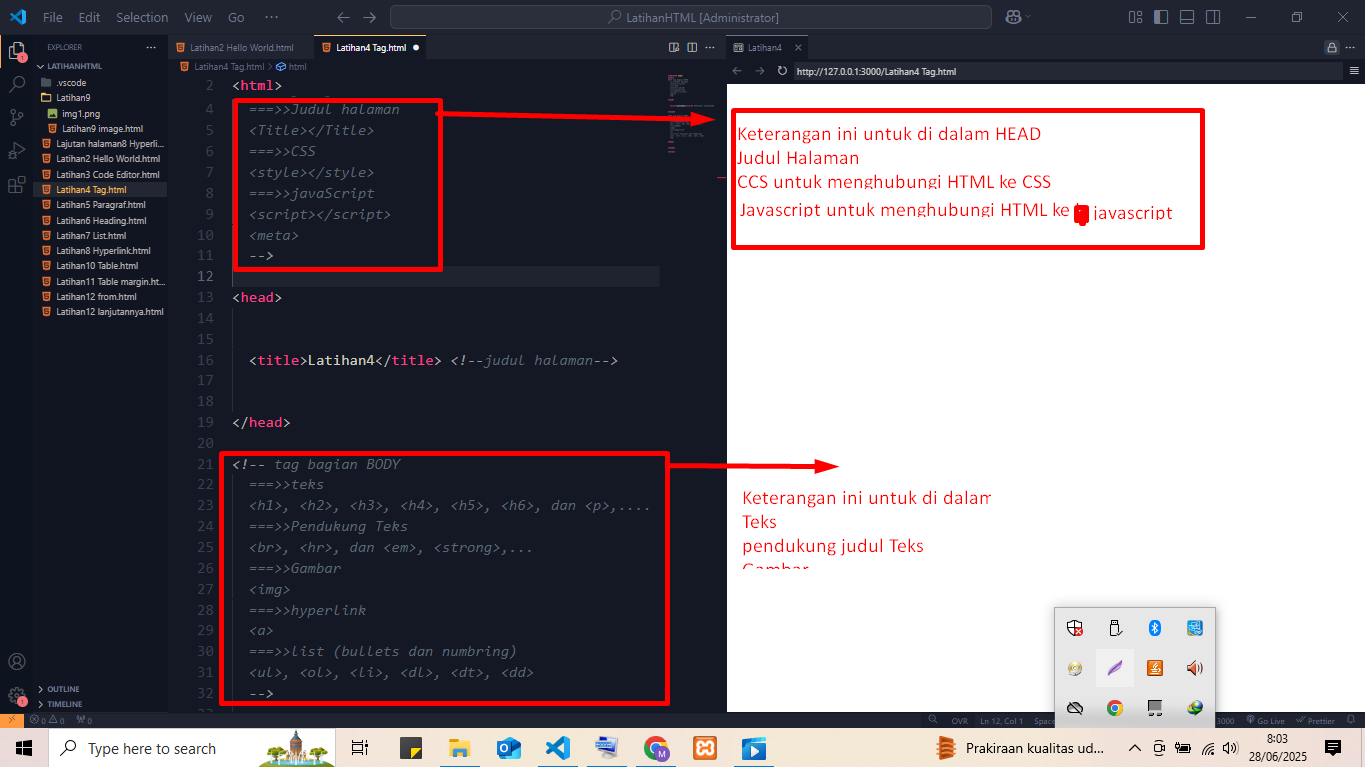 File Edit Selection View Go ··· LatihanHTML [Administrator]
EXPLORER ···
LATIHANHTML
.vscode
Latihan9
img1.png
Latihan9 image.html
Lajutan halaman8 Hyperli...
Latihan2 Hello World.html
Latihan3 Code Editor.html
Latihan4 Tag.html
Latihan5 Paragraf.html
Latihan6 Heading.html
Latihan7 List.html
Latihan8 Hyperlink.html
Latihan10 Table.html
Latihan11 Table margin.ht...
Latihan12 from.html
Latihan12 lanjutannya.html
OUTLINE
TIMELINE
Latihan2 Hello World.html Latihan4 Tag.html
Latihan4 Tag.html > html
2 <html>
4 ===>>Judul halaman
5 <Title></Title>
6 ===>>CSS
7 <style></style>
8 ===>>javaScript
9 <script></script>
10 <meta>
11 -->
12
13 <head>
14
15
16 <title>Latihan4</title> <!--judul halaman-->
17
18
19 </head>
20
21 <!-- tag bagian BODY
22 ===>>teks
23 <h1>, <h2>, <h3>, <h4>, <h5>, <h6>, dan <p>,....
24 ===>>Pendukung Teks
25 <br>, <hr>, dan <em>, <strong>,...
26 ===>>Gambar
27 <img>
28 ===>>hyperlink
29 <a>
30 ===>>list (bullets dan numbring)
31 <ul>, <ol>, <li>, <dl>, <dt>, <dd>
32 -->
Latihan4
http://127.0.0.1:3000/Latihan4 Tag.html
Keterangan ini untuk di dalam HEAD
Judul Halaman
CCS untuk menghubungi HTML ke CSS
Javascript untuk menghubungi HTML ke javascript
Keterangan ini untuk di dalam
Teks
pendukung judul Teks
Gambar
0 0 0 OVR Ln 12, Col 1 Space 3000 Go Live Prettier
Type here to search
Prakiraan kualitas ud...
8:03
28/06/2025